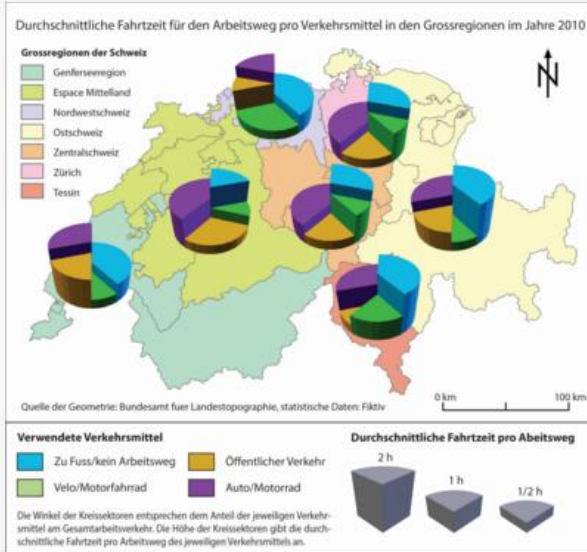 Durchschnittliche Fahrtzeit für den Arbeitsweg pro Verkehrsmittel in den Grossregionen im Jahre 2010
Grossregionen der Schweiz
Genferseeregion
Espace Mittelland
Nordwestschweiz
Ostschweiz
Zentralschweiz
Zürich
Tessin
N
Quelle der Geometrie: Bundesamt fuer Landestopographie, statistische Daten: Fiktiv
0 km
100 km
Verwendete Verkehrsmittel
Zu Fuss/kein Arbeitsweg
Öffentlicher Verkehr
Velo/Motorfahrrad
Auto/Motorrad
Die Winkel der Kreissektoren entsprechen dem Anteil der jeweiligen Verkehr-
smittel am Gesamtarbeitsverkehr. Die Höhe der Kreissektoren gibt die durch-
schnittliche Fahrtzeit pro Arbeitsweg des jeweiligen Verkehrsmittels an.
Durchschnittliche Fahrtzeit pro Abeitsweg
2 h
1 h
1/2 h